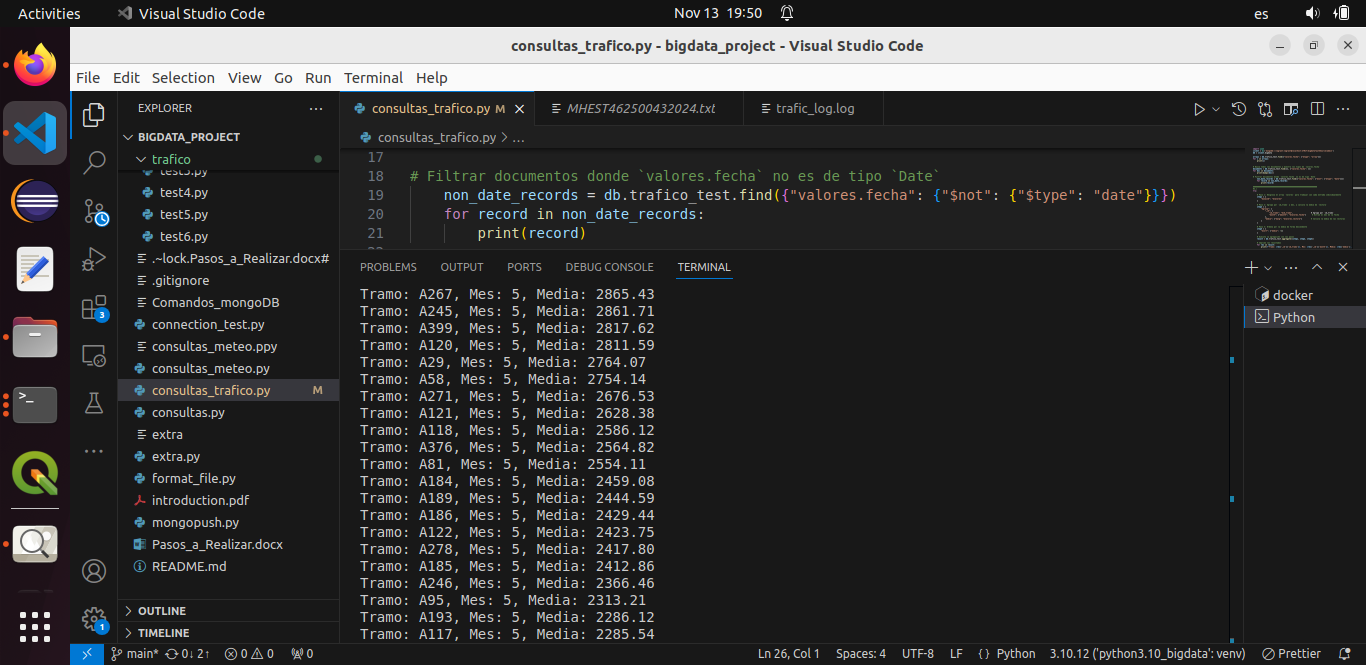 Activities
Visual Studio Code
Nov 13 19:50
es
consultas_trafico.py - bigdata_project - Visual Studio Code
File Edit Selection View Go Run Terminal Help
EXPLORER
BIGDATA_PROJECT
trafico
test3.py
test4.py
test5.py
test6.py
.~lock.Pasos_a_Realizar.docx#
.gitignore
Comandos_mongoDB
connection_test.py
consultas_meteo.ppy
consultas_meteo.py
consultas_trafico.py M
consultas.py
extra
extra.py
format_file.py
introduction.pdf
mongopush.py
Pasos_a_Realizar.docx
README.md
OUTLINE
TIMELINE
3
1
consultas_trafico.py M
MHEST462500432024.txt
trafic_log.log
consultas_trafico.py > ...
17
18 # Filtrar documentos donde `valores.fecha` no es de tipo `Date`
19 non_date_records = db.trafico_test.find({"valores.fecha": {"$not": {"$type": "date"}}})
20 for record in non_date_records:
21 print(record)
PROBLEMS OUTPUT PORTS DEBUG CONSOLE TERMINAL
Tramo: A267, Mes: 5, Media: 2865.43
Tramo: A245, Mes: 5, Media: 2861.71
Tramo: A399, Mes: 5, Media: 2817.62
Tramo: A120, Mes: 5, Media: 2811.59
Tramo: A29, Mes: 5, Media: 2764.07
Tramo: A58, Mes: 5, Media: 2754.14
Tramo: A271, Mes: 5, Media: 2676.53
Tramo: A121, Mes: 5, Media: 2628.38
Tramo: A118, Mes: 5, Media: 2586.12
Tramo: A376, Mes: 5, Media: 2564.82
Tramo: A81, Mes: 5, Media: 2554.11
Tramo: A184, Mes: 5, Media: 2459.08
Tramo: A189, Mes: 5, Media: 2444.59
Tramo: A186, Mes: 5, Media: 2429.44
Tramo: A122, Mes: 5, Media: 2423.75
Tramo: A278, Mes: 5, Media: 2417.80
Tramo: A185, Mes: 5, Media: 2412.86
Tramo: A246, Mes: 5, Media: 2366.46
Tramo: A95, Mes: 5, Media: 2313.21
Tramo: A193, Mes: 5, Media: 2286.12
Tramo: A117, Mes: 5, Media: 2285.54
docker
Python
main* 0↓ 2↑ 0 0 0
Ln 26, Col 1 Spaces: 4 UTF-8 LF { } Python 3.10.12 ('python3.10_bigdata': venv) Prettier